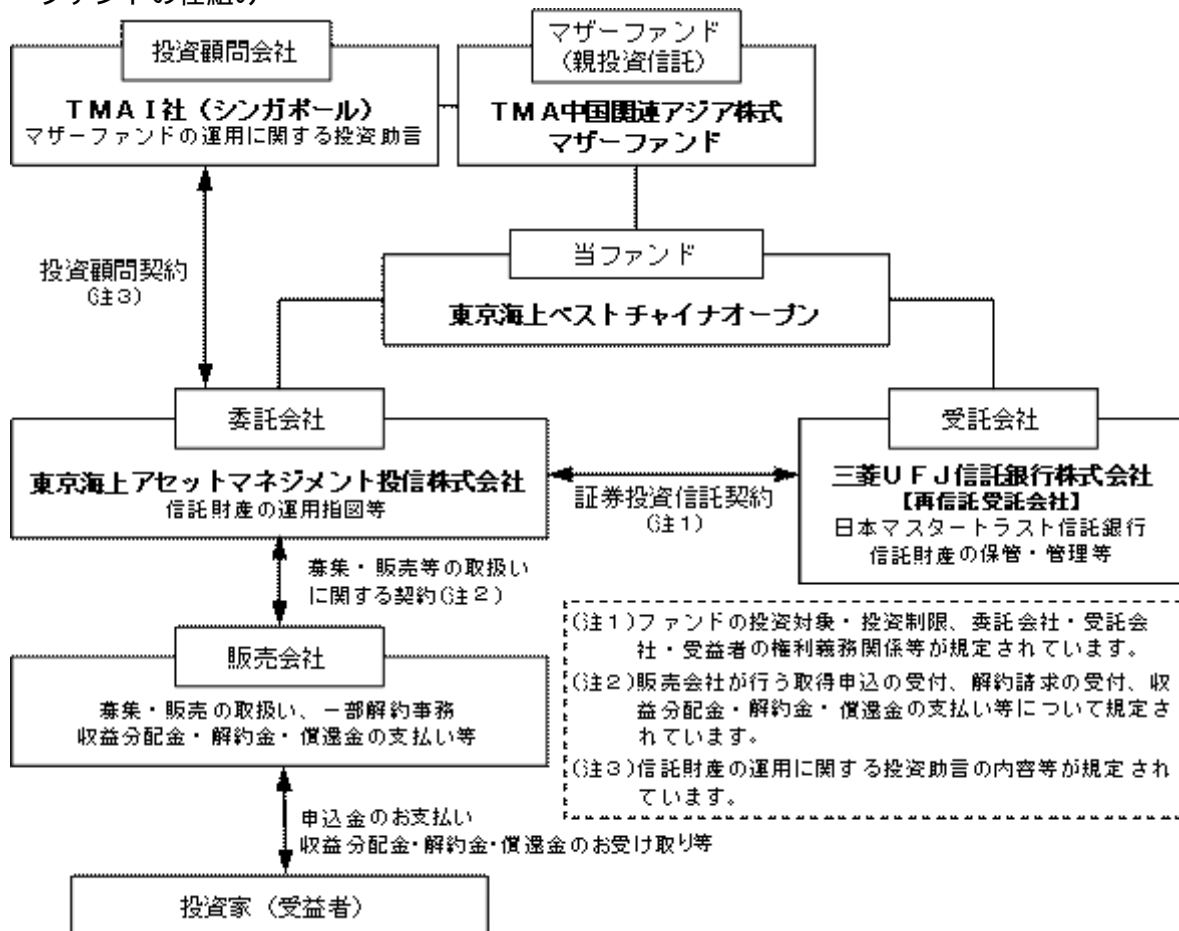 ファンドの仕組み
投資顧問会社
TMAI社（シンガポール）
マザーファンドの運用に関する投資助言
マザーファンド
（親投資信託）
TMA中国関連アジア株式
マザーファンド
投資顧問契約
（注３）
当ファンド
東京海上ベストチャイナオープン
委託会社
東京海上アセットマネジメント投信株式会社
信託財産の運用指図等
証券投資信託契約
（注１）
受託会社
三菱ＵＦＪ信託銀行株式会社
【再信託受託会社】
日本マスタートラスト信託銀行
信託財産の保管・管理等
募集・販売等の取扱い
に関する契約（注２）
販売会社
募集・販売の取扱い、一部解約事務
収益分配金・解約金・償還金の支払い等
（注１）ファンドの投資対象・投資制限、委託会社・受託会
社・受益者の権利義務関係等が規定されています。
（注２）販売会社が行う取得申込の受付、解約請求の受付、収
益分配金・解約金・償還金の支払い等について規定さ
れています。
（注３）信託財産の運用に関する投資助言の内容等が規定され
ています。
申込金のお支払い
収益分配金・解約金・償還金のお受け取り等
投資家（受益者）